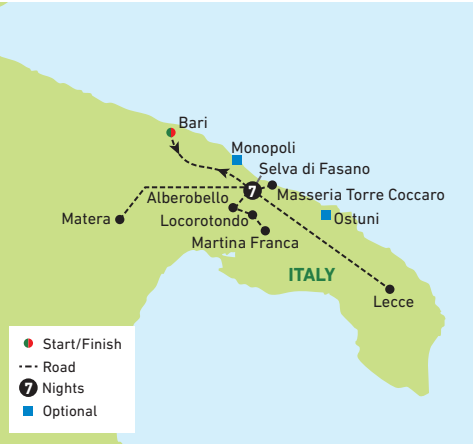 Bari
Monopoli
Selva di Fasano
7
Masseria Torre Coccaro
Alberobello
Matera
Locorotondo
Ostuni
Martina Franca
ITALY
Lecce
Start/Finish
Road
7 Nights
Optional